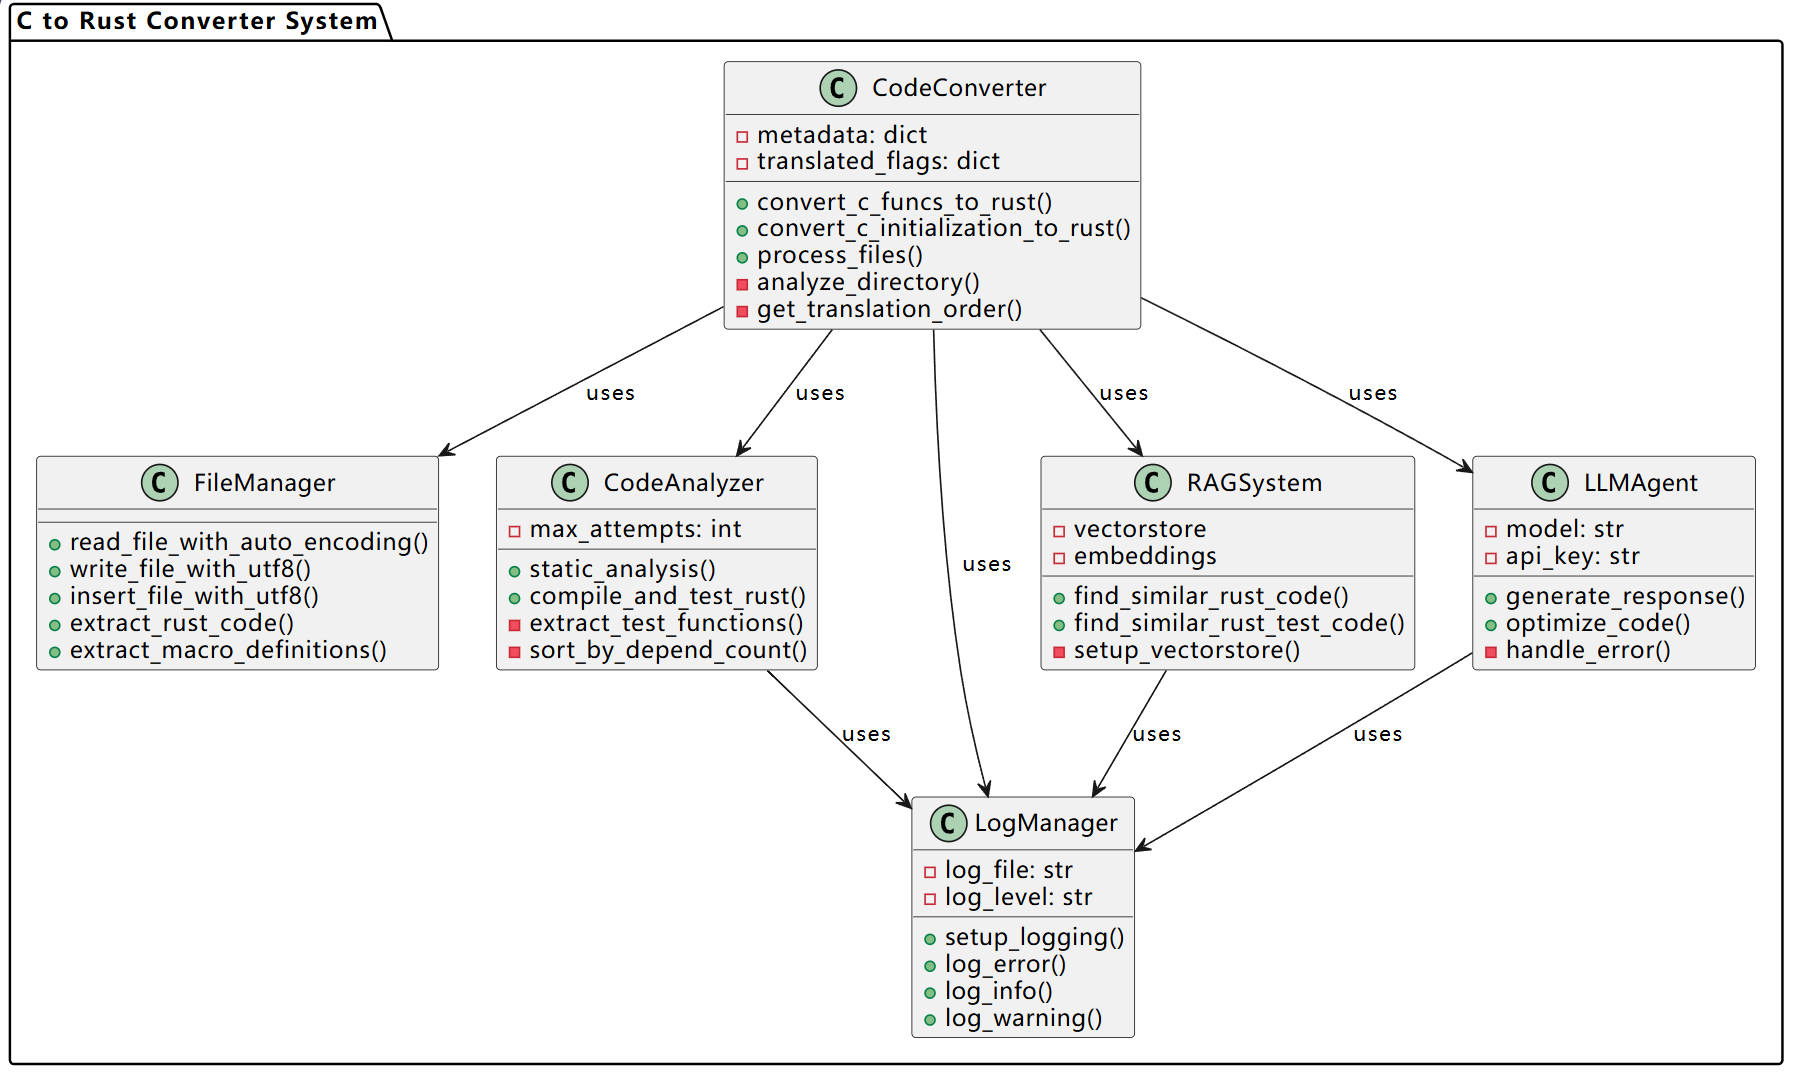 C to Rust Converter System
C CodeConverter
metadata: dict
translated_flags: dict
convert_c_funcs_to_rust()
convert_c_initialization_to_rust()
process_files()
analyze_directory()
get_translation_order()
uses
uses
uses
uses
uses
C FileManager
read_file_with_auto_encoding()
write_file_with_utf8()
insert_file_with_utf8()
extract_rust_code()
extract_macro_definitions()
C CodeAnalyzer
max_attempts: int
static_analysis()
compile_and_test_rust()
extract_test_functions()
sort_by_depend_count()
C RAGSystem
vectorstore
embeddings
find_similar_rust_code()
find_similar_rust_test_code()
setup_vectorstore()
C LLMAgent
model: str
api_key: str
generate_response()
optimize_code()
handle_error()
uses
uses
uses
C LogManager
log_file: str
log_level: str
setup_logging()
log_error()
log_info()
log_warning()